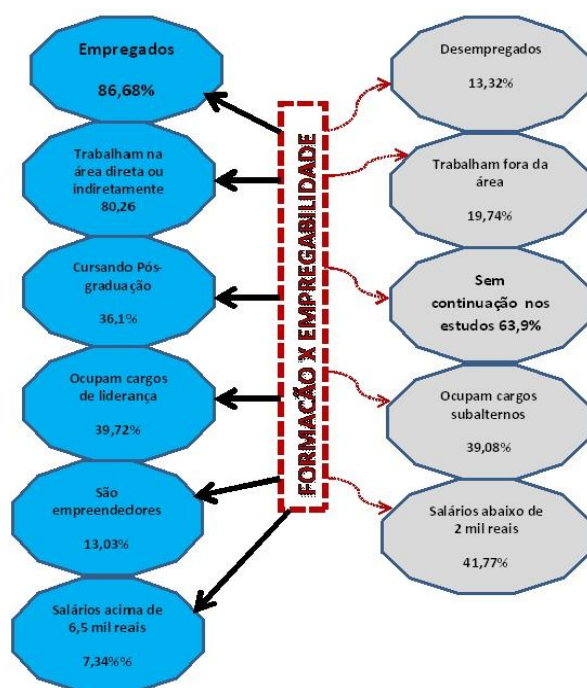 Empregados
86,68%
Trabalham na
área direta ou
indiretamente
80,26
Cursando Pós-
graduação
36,1%
Ocupam cargos
de liderança
39,72%
São
empreendedores
13,03%
Salários acima de
6,5 mil reais
7,34%%
FORMAÇÃO X EMPREGABILIDADE
Desempregados
13,32%
Trabalham fora da
área
19,74%
Sem
continuação nos
estudos 63,9%
Ocupam cargos
subalternos
39,08%
Salários abaixo de
2 mil reais
41,77%